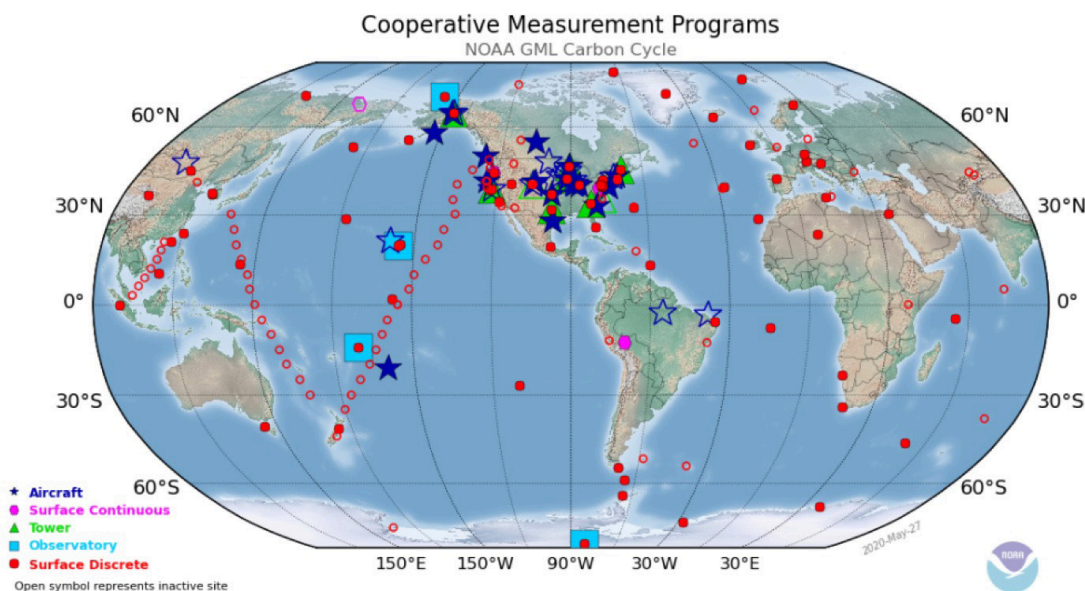 Cooperative Measurement Programs
NOAA GML Carbon Cycle
60°N
60°N
30°N
30°N
0°
0°
30°S
30°S
60°S
60°S
Aircraft
Surface Continuous
Tower
Observatory
Surface Discrete
Open symbol represents inactive site
150°E
150°W
90°W
30°W
30°E
2020-May-27
NOAA